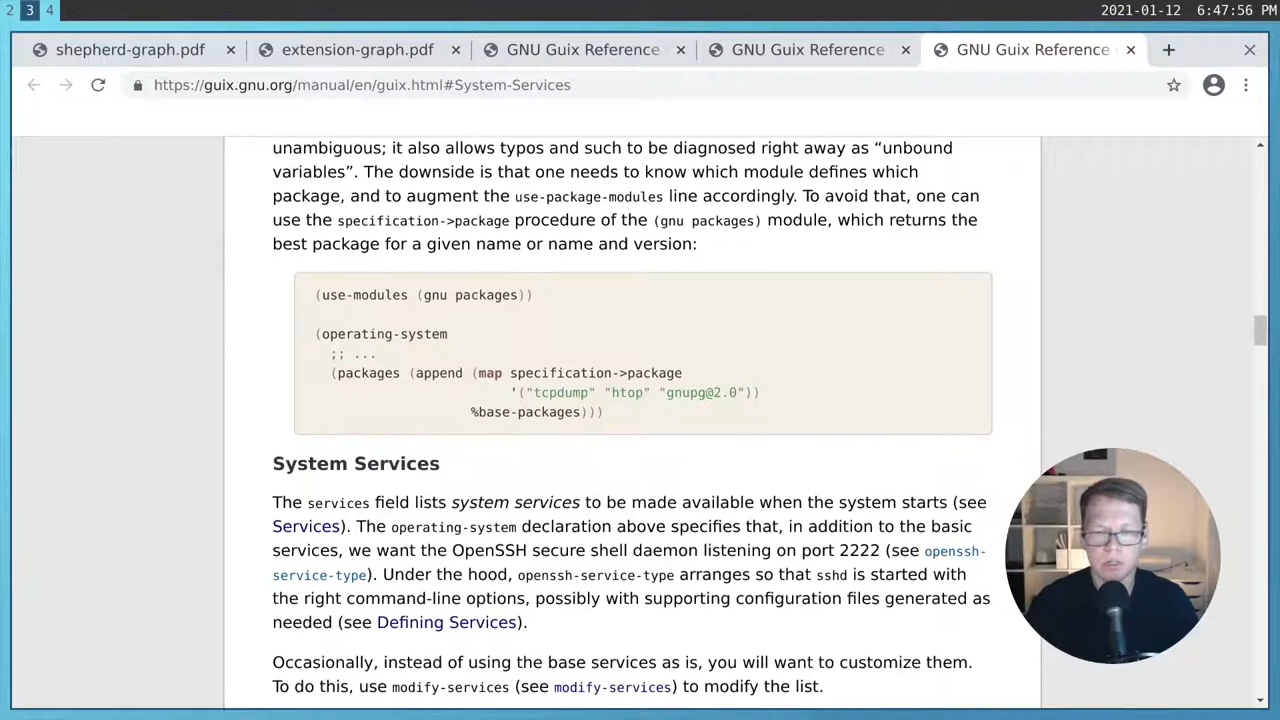 2 3 4 2021-01-12 6:47:56 PM
shepherd-graph.pdf extension-graph.pdf GNU Guix Reference GNU Guix Reference GNU Guix Reference
https://guix.gnu.org/manual/en/guix.html#System-Services
unambiguous; it also allows typos and such to be diagnosed right away as “unbound
variables”. The downside is that one needs to know which module defines which
package, and to augment the use-package-modules line accordingly. To avoid that, one can
use the specification->package procedure of the (gnu packages) module, which returns the
best package for a given name or name and version:
(use-modules (gnu packages))
(operating-system
;; ...
(packages (append (map specification->package
'("tcpdump" "htop" "gnupg@2.0"))
%base-packages)))
System Services
The services field lists system services to be made available when the system starts (see
Services). The operating-system declaration above specifies that, in addition to the basic
services, we want the OpenSSH secure shell daemon listening on port 2222 (see openssh-
service-type). Under the hood, openssh-service-type arranges so that sshd is started with
the right command-line options, possibly with supporting configuration files generated as
needed (see Defining Services).
Occasionally, instead of using the base services as is, you will want to customize them.
To do this, use modify-services (see modify-services) to modify the list.